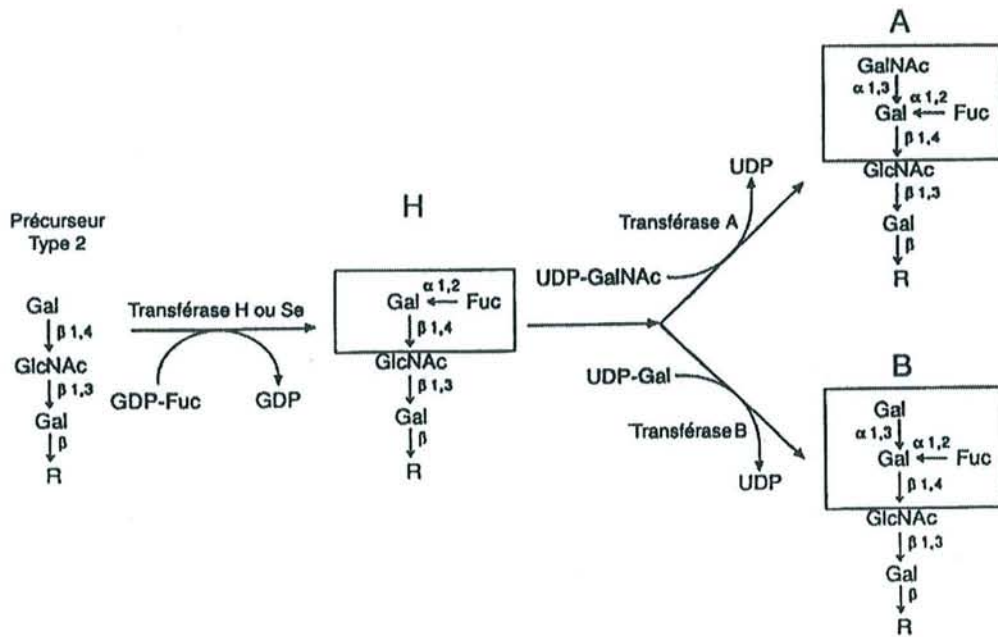 Précurseur
Type 2
Gal
β 1,4
GlcNAc
β 1,3
Gal
β
R
Transférase H ou Se
GDP-Fuc
GDP
H
α 1,2
Gal
Fuc
β 1,4
GlcNAc
β 1,3
Gal
β
R
UDP
Transférase A
UDP-GalNAc
UDP-Gal
Transférase B
UDP
A
GalNAc
α 1,3
α 1,2
Gal
Fuc
β 1,4
GlcNAc
β 1,3
Gal
β
R
B
Gal
α 1,3
α 1,2
Gal
Fuc
β 1,4
GlcNAc
β 1,3
Gal
β
R